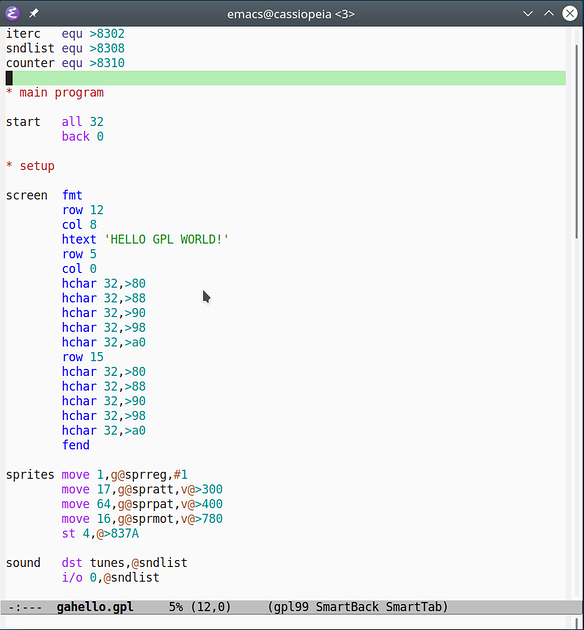 emacs@cassiopeia <3>
iterc   equ >8302
sndlist equ >8308
counter equ >8310
* main program
start   all 32
        back 0
* setup
screen  fmt
        row 12
        col 8
        htext 'HELLO GPL WORLD!'
        row 5
        col 0
        hchar 32,>80
        hchar 32,>88
        hchar 32,>90
        hchar 32,>98
        hchar 32,>a0
        row 15
        hchar 32,>80
        hchar 32,>88
        hchar 32,>90
        hchar 32,>98
        hchar 32,>a0
        fend
sprites move 1,g@sprreg,#1
        move 17,g@spratt,v@>300
        move 64,g@sprpat,v@>400
        move 16,g@sprmot,v@>780
        st 4,@>837A
sound   dst tunes,@sndlist
        i/o 0,@sndlist
-:---  gahello.gpl     5% (12,0)     (gpl99 SmartBack SmartTab)